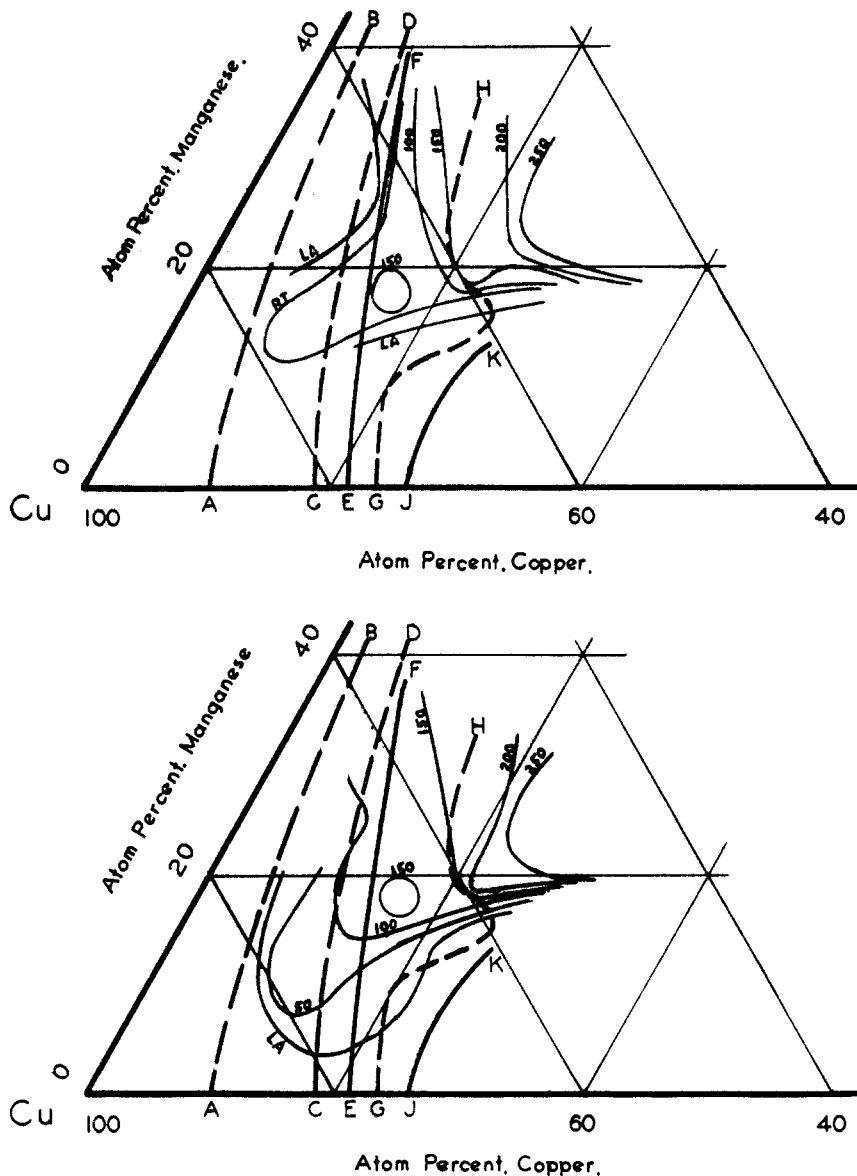 B
D
40
F
H
Atom Percent Manganese.
100
150
200
250
LA
20
150
RT
LA
K
0
Cu
100
A
C
E
G
J
60
40
Atom Percent, Copper.
B
D
40
F
150
H
200
250
Atom Percent Manganese
20
150
100
50
LA
K
0
Cu
100
A
C
E
G
J
60
40
Atom Percent, Copper.